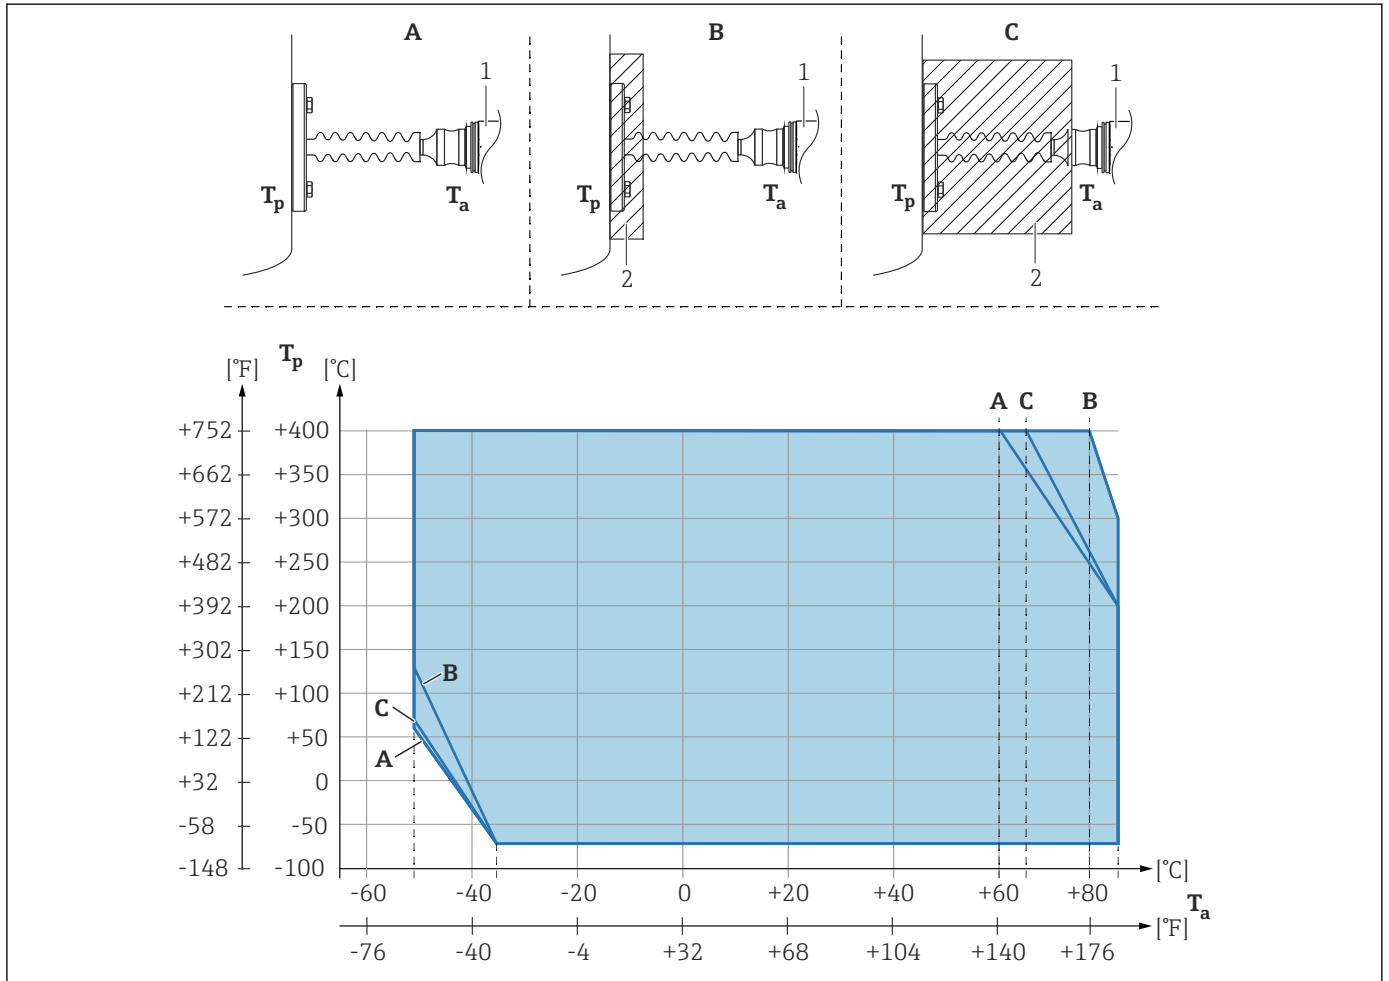 A B C
1 1 1
Tp Ta Tp Ta Tp Ta
2 2
Tp
[°F] [°C]
A C B
+752 +400
+662 +350
+572 +300
+482 +250
+392 +200
+302 +150
B
+212 +100
C
+122 +50
A
+32 0
-58 -50
-148 -100
[°C]
-60 -40 -20 0 +20 +40 +60 +80
Ta
[°F]
-76 -40 -4 +32 +68 +104 +140 +176